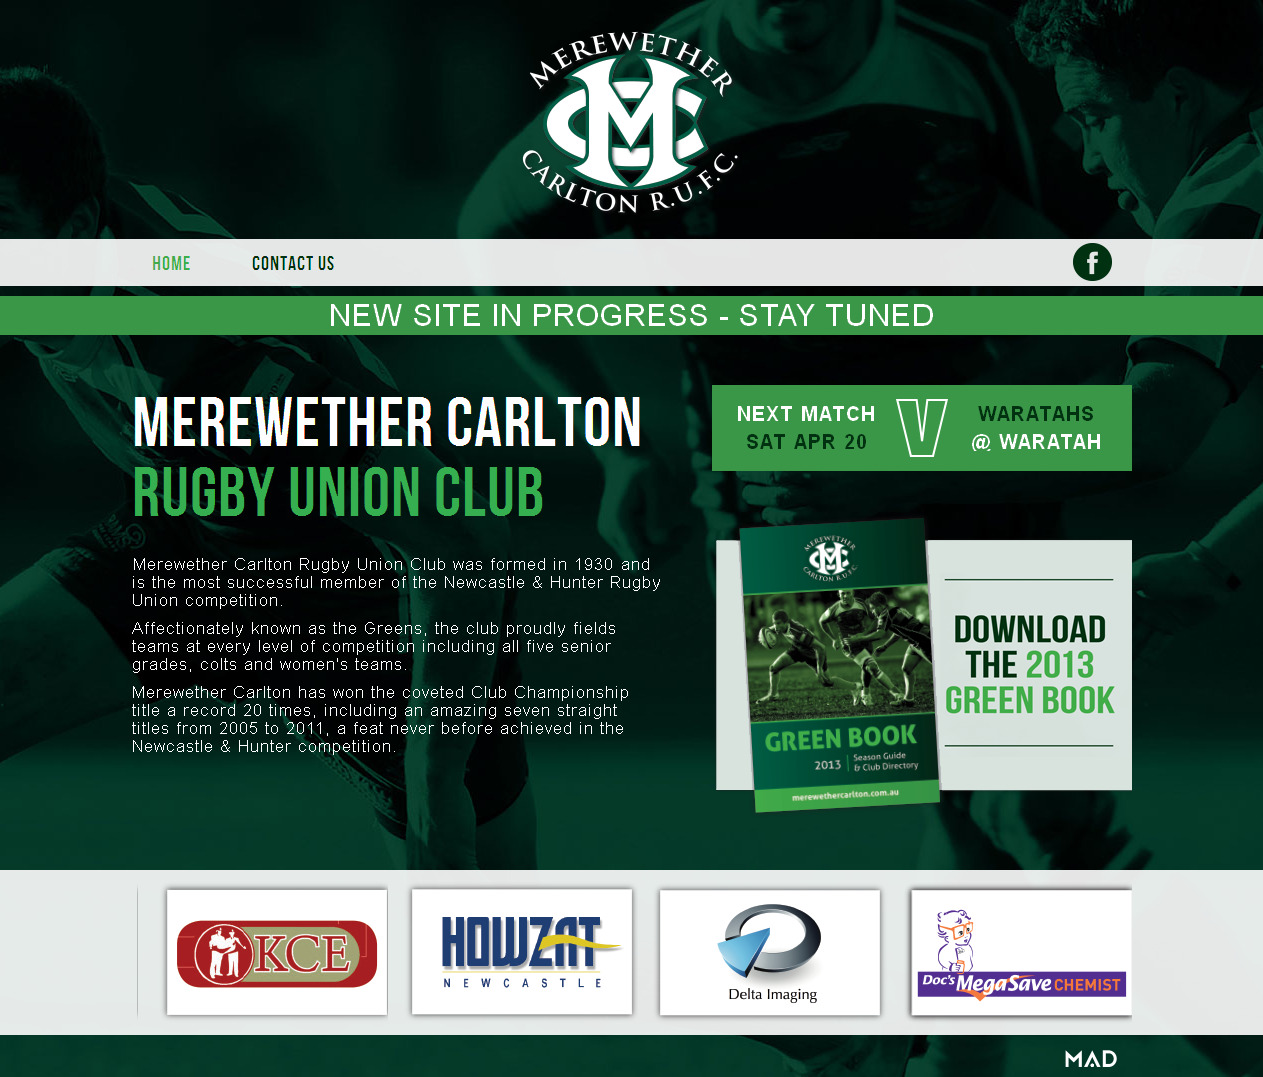 MEREWETHER
MC
CARLTON R.U.F.C.
HOME
CONTACT US
f
NEW SITE IN PROGRESS - STAY TUNED
MEREWETHER CARLTON
RUGBY UNION CLUB
Merewether Carlton Rugby Union Club was formed in 1930 and
is the most successful member of the Newcastle & Hunter Rugby
Union competition.
Affectionately known as the Greens, the club proudly fields
teams at every level of competition including all five senior
grades, colts and women's teams.
Merewether Carlton has won the coveted Club Championship
title a record 20 times, including an amazing seven straight
titles from 2005 to 2011, a feat never before achieved in the
Newcastle & Hunter competition.
NEXT MATCH
SAT APR 20
V
WARATAHS
@ WARATAH
MEREWETHER
MC
CARLTON R.U.F.C.
GREEN BOOK
2013
Season Guide
& Club Directory
merewethercarlton.com.au
DOWNLOAD
THE 2013
GREEN BOOK
KCE
HOWZAT
NEWCASTLE
Delta Imaging
Doc's MegaSave CHEMIST
MAD